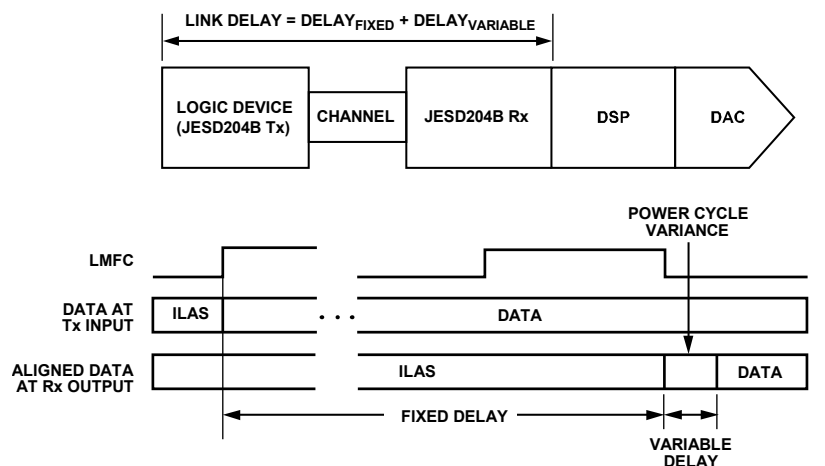 LINK DELAY = DELAYFIXED + DELAYVARIABLE
LOGIC DEVICE
(JESD204B Tx)
CHANNEL
JESD204B Rx
DSP
DAC
POWER CYCLE
VARIANCE
LMFC
DATA AT
Tx INPUT
ILAS
DATA
ALIGNED DATA
AT Rx OUTPUT
ILAS
DATA
FIXED DELAY
VARIABLE
DELAY